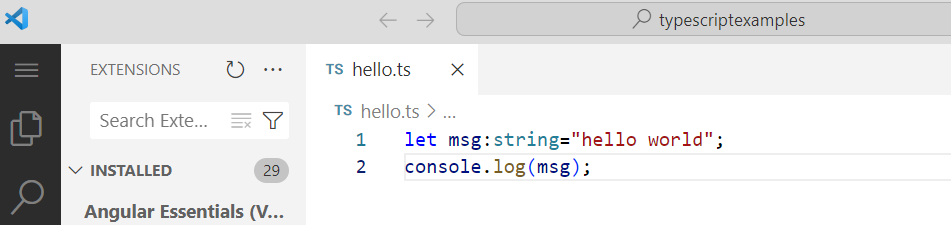 typescriptexamples
EXTENSIONS ...
Search Exte...
INSTALLED 29
Angular Essentials (V...
TS hello.ts
TS hello.ts > ...
1 let msg:string="hello world";
2 console.log(msg);